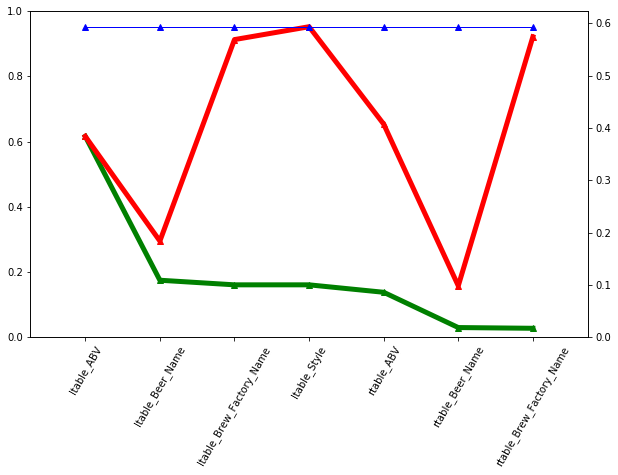 1.0
0.8
0.6
0.4
0.2
0.0
0.6
0.5
0.4
0.3
0.2
0.1
0.0
ltable_ABV
ltable_Beer_Name
ltable_Brew_Factory_Name
ltable_Style
rtable_ABV
rtable_Beer_Name
rtable_Brew_Factory_Name